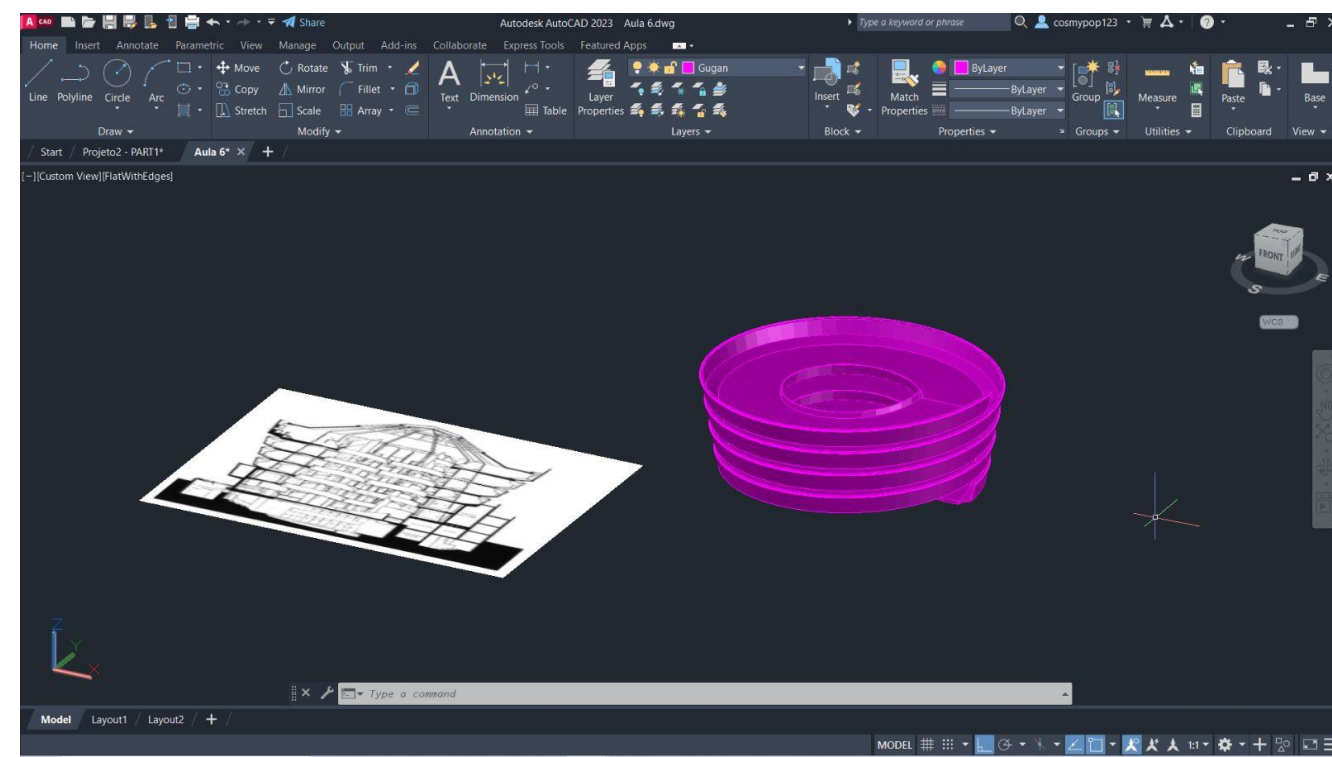 A CAD Share Autodesk AutoCAD 2023 Aula 6.dwg Type a keyword or phrase cosmypop123
Home Insert Annotate Parametric View Manage Output Add-ins Collaborate Express Tools Featured Apps
Move Rotate Trim Gugan ByLayer
Line Polyline Circle Arc Copy Mirror Fillet Text Dimension Layer Properties Insert Match Properties ByLayer Group Measure Paste Base
Stretch Scale Array Table ByLayer
Draw Modify Annotation Layers Block Properties Groups Utilities Clipboard View
Start Projeto2 - PART1* Aula 6*
[−][Custom View][FlatWithEdges]
TOP
FRONT
W
E
S
WCS
Z
Y
X
Type a command
Model Layout1 Layout2
MODEL 1:1